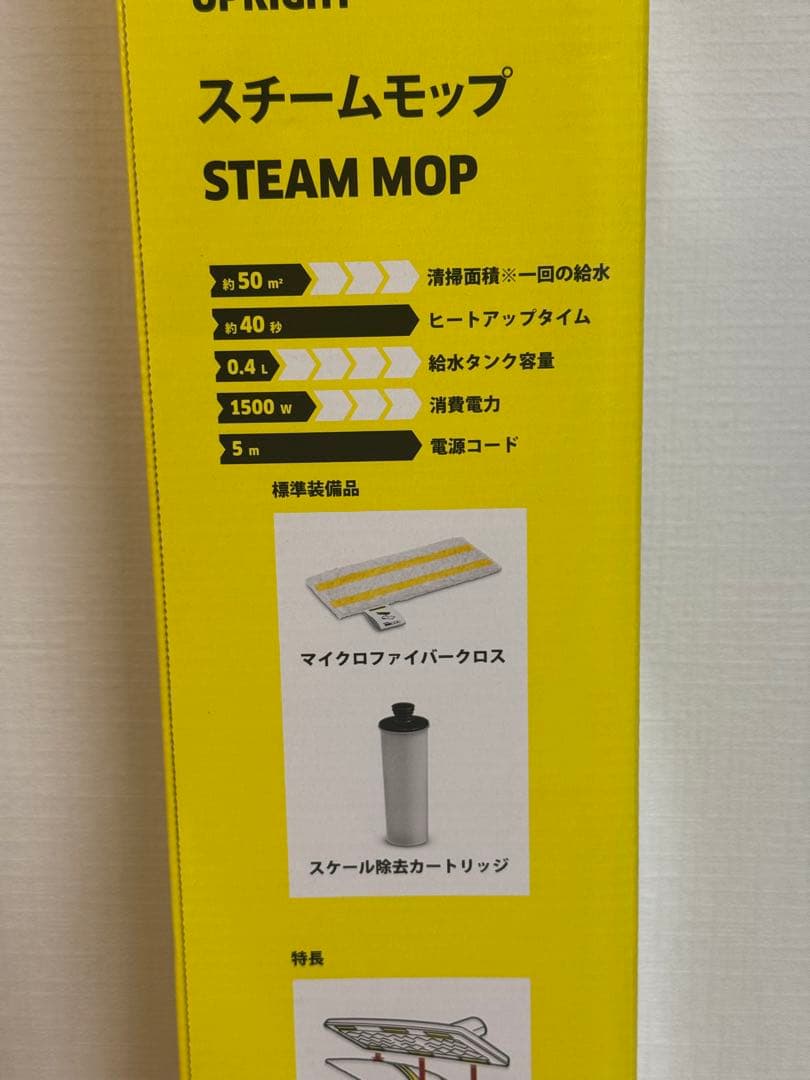 UPRIGHT
スチームモップ
STEAM MOP
約50 m² 清掃面積※一回の給水
約40 秒 ヒートアップタイム
0.4 L 給水タンク容量
1500 W 消費電力
5 m 電源コード
標準装備品
マイクロファイバークロス
スケール除去カートリッジ
特長